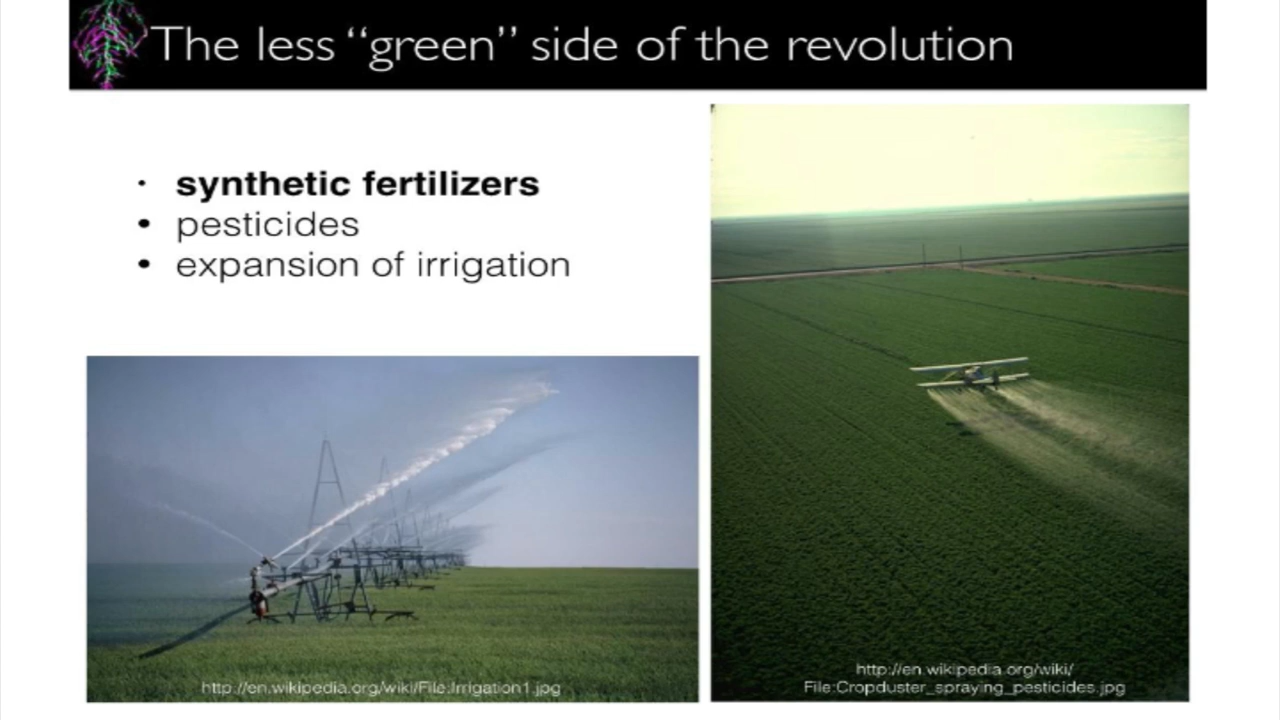 The less “green” side of the revolution
· synthetic fertilizers
• pesticides
• expansion of irrigation
http://en.wikipedia.org/wiki/File:Irrigation1.jpg
http://en.wikipedia.org/wiki/
File:Cropduster_spraying_pesticides.jpg